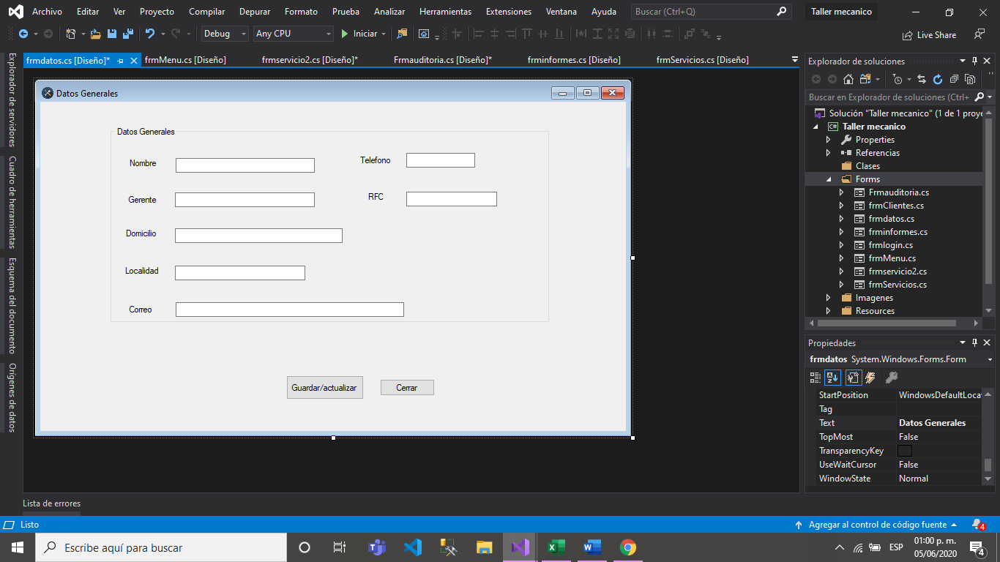 Archivo Editar Ver Proyecto Compilar Depurar Formato Prueba Analizar Herramientas Extensiones Ventana Ayuda Buscar (Ctrl+Q) Taller mecanico
Debug Any CPU Iniciar Live Share
frmdatos.cs [Diseño]* frmMenu.cs [Diseño] frmservicio2.cs [Diseño]* Frmauditoria.cs [Diseño]* frminformes.cs [Diseño] frmServicios.cs [Diseño]
Explorador de servidores
Cuadro de herramientas
Esquema del documento
Orígenes de datos
Datos Generales
Datos Generales
Nombre
Telefono
Gerente
RFC
Domicilio
Localidad
Correo
Guardar/actualizar
Cerrar
Explorador de soluciones
Buscar en Explorador de soluciones (Ctrl+
Solución "Taller mecanico" (1 de 1 proye
C# Taller mecanico
Properties
Referencias
Clases
Forms
Frmauditoria.cs
frmClientes.cs
frmdatos.cs
frminformes.cs
frmlogin.cs
frmMenu.cs
frmservicio2.cs
frmServicios.cs
Imagenes
Resources
Propiedades
frmdatos System.Windows.Forms.Form
StartPosition WindowsDefaultLocat
Tag
Text Datos Generales
TopMost False
TransparencyKey
UseWaitCursor False
WindowState Normal
Lista de errores
Listo
Agregar al control de código fuente
4
Escribe aquí para buscar
ESP
01:00 p. m.
05/06/2020
4